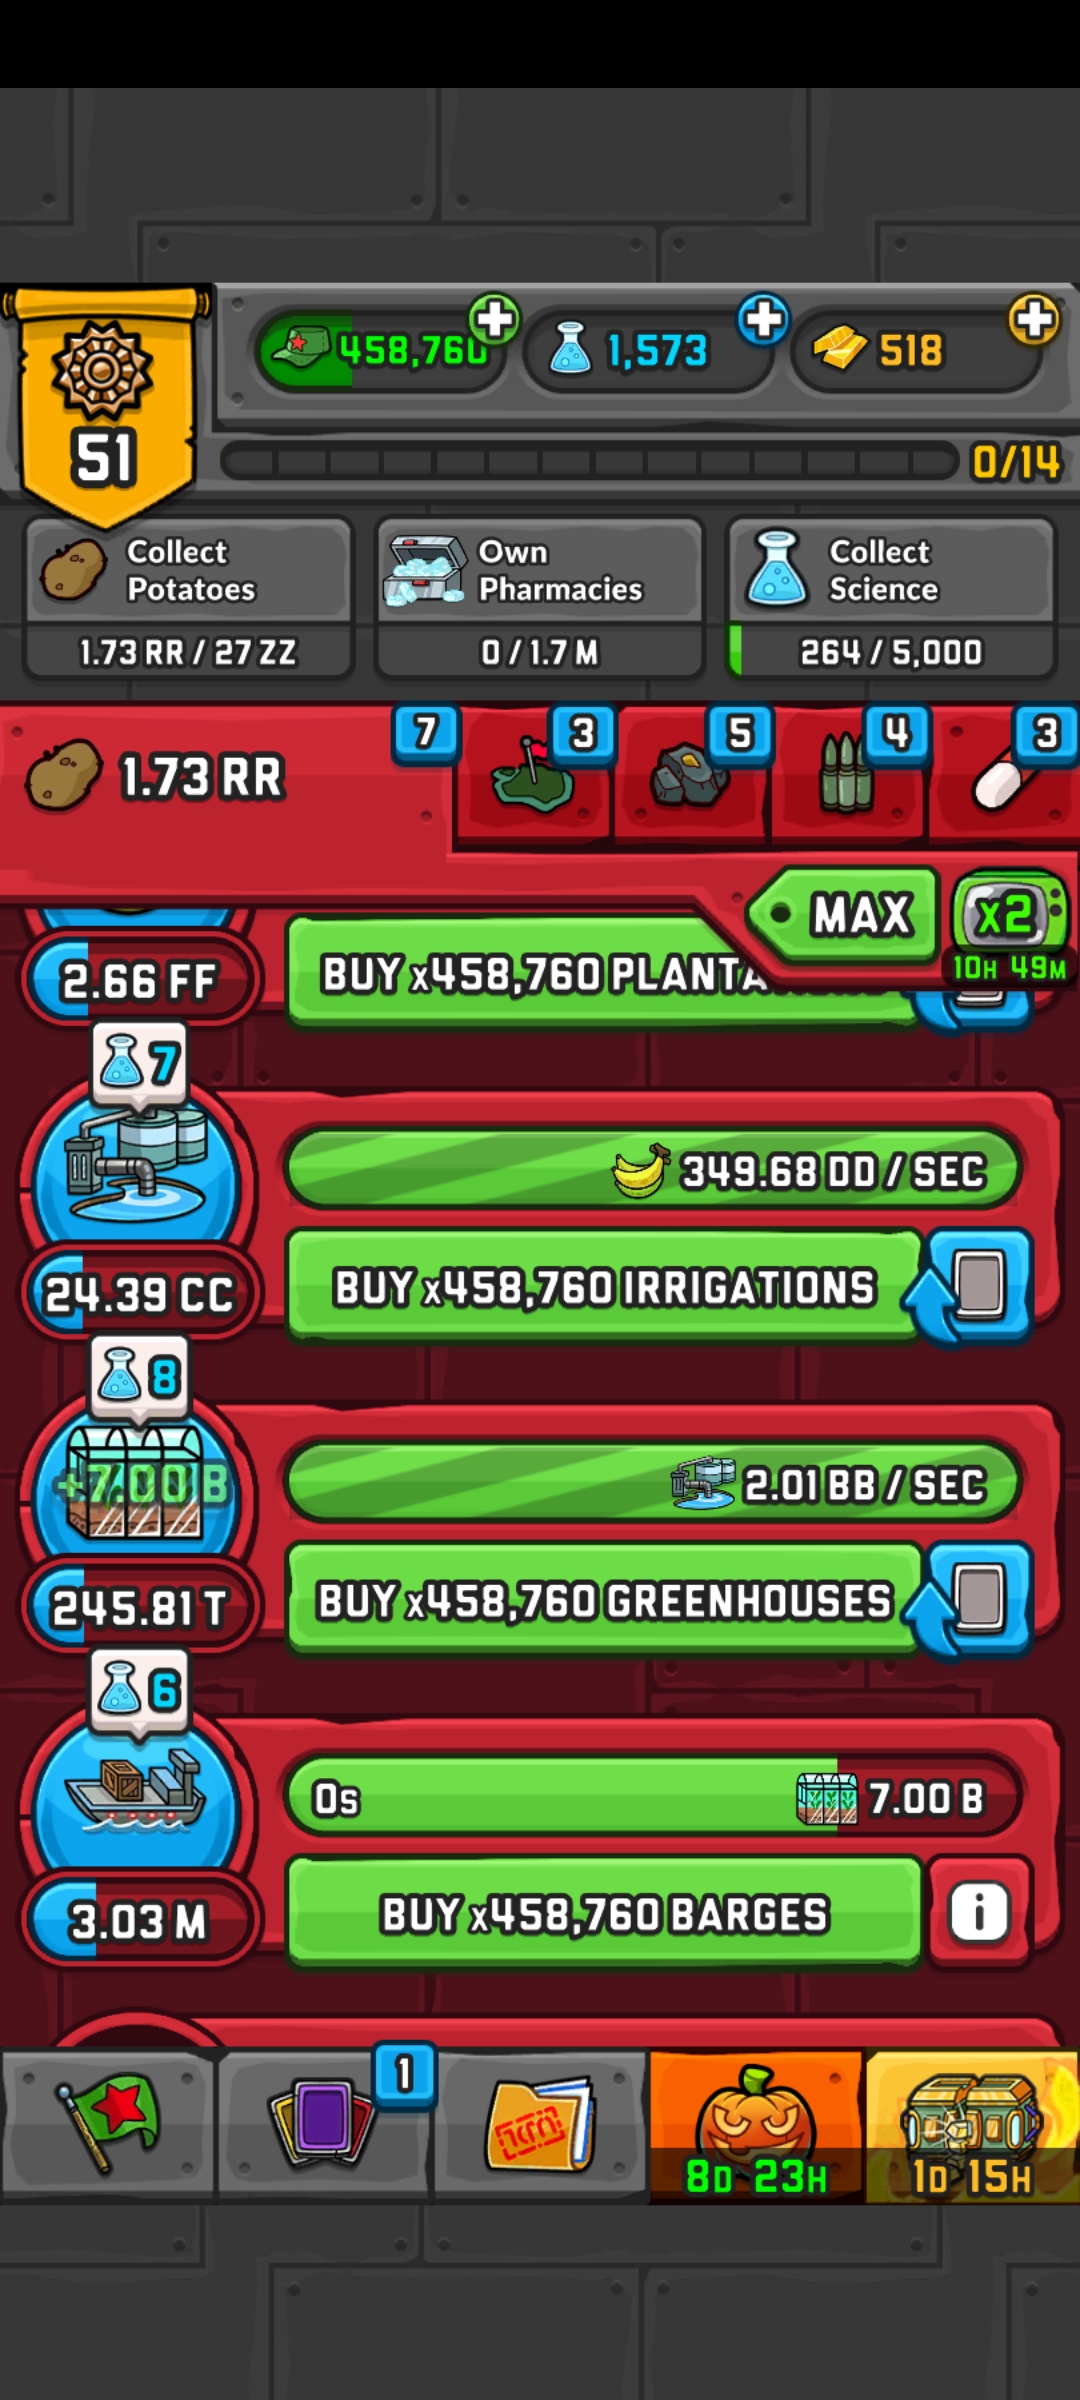 458,760
1,573
518
51
0/14
Collect
Potatoes
1.73 RR / 27 ZZ
Own
Pharmacies
0 / 1.7 M
Collect
Science
264 / 5,000
1.73 RR
7
3
5
4
3
MAX
x2
10H 49M
2.66 FF
BUY x458,760
7
349.68 DD / SEC
24.39 CC
BUY x458,760 IRRIGATIONS
8
+7.00 B
2.01 BB / SEC
245.81 T
BUY x458,760 GREENHOUSES
6
0s
7.00 B
3.03 M
BUY x458,760 BARGES
i
1
8D 23H
1D 15H